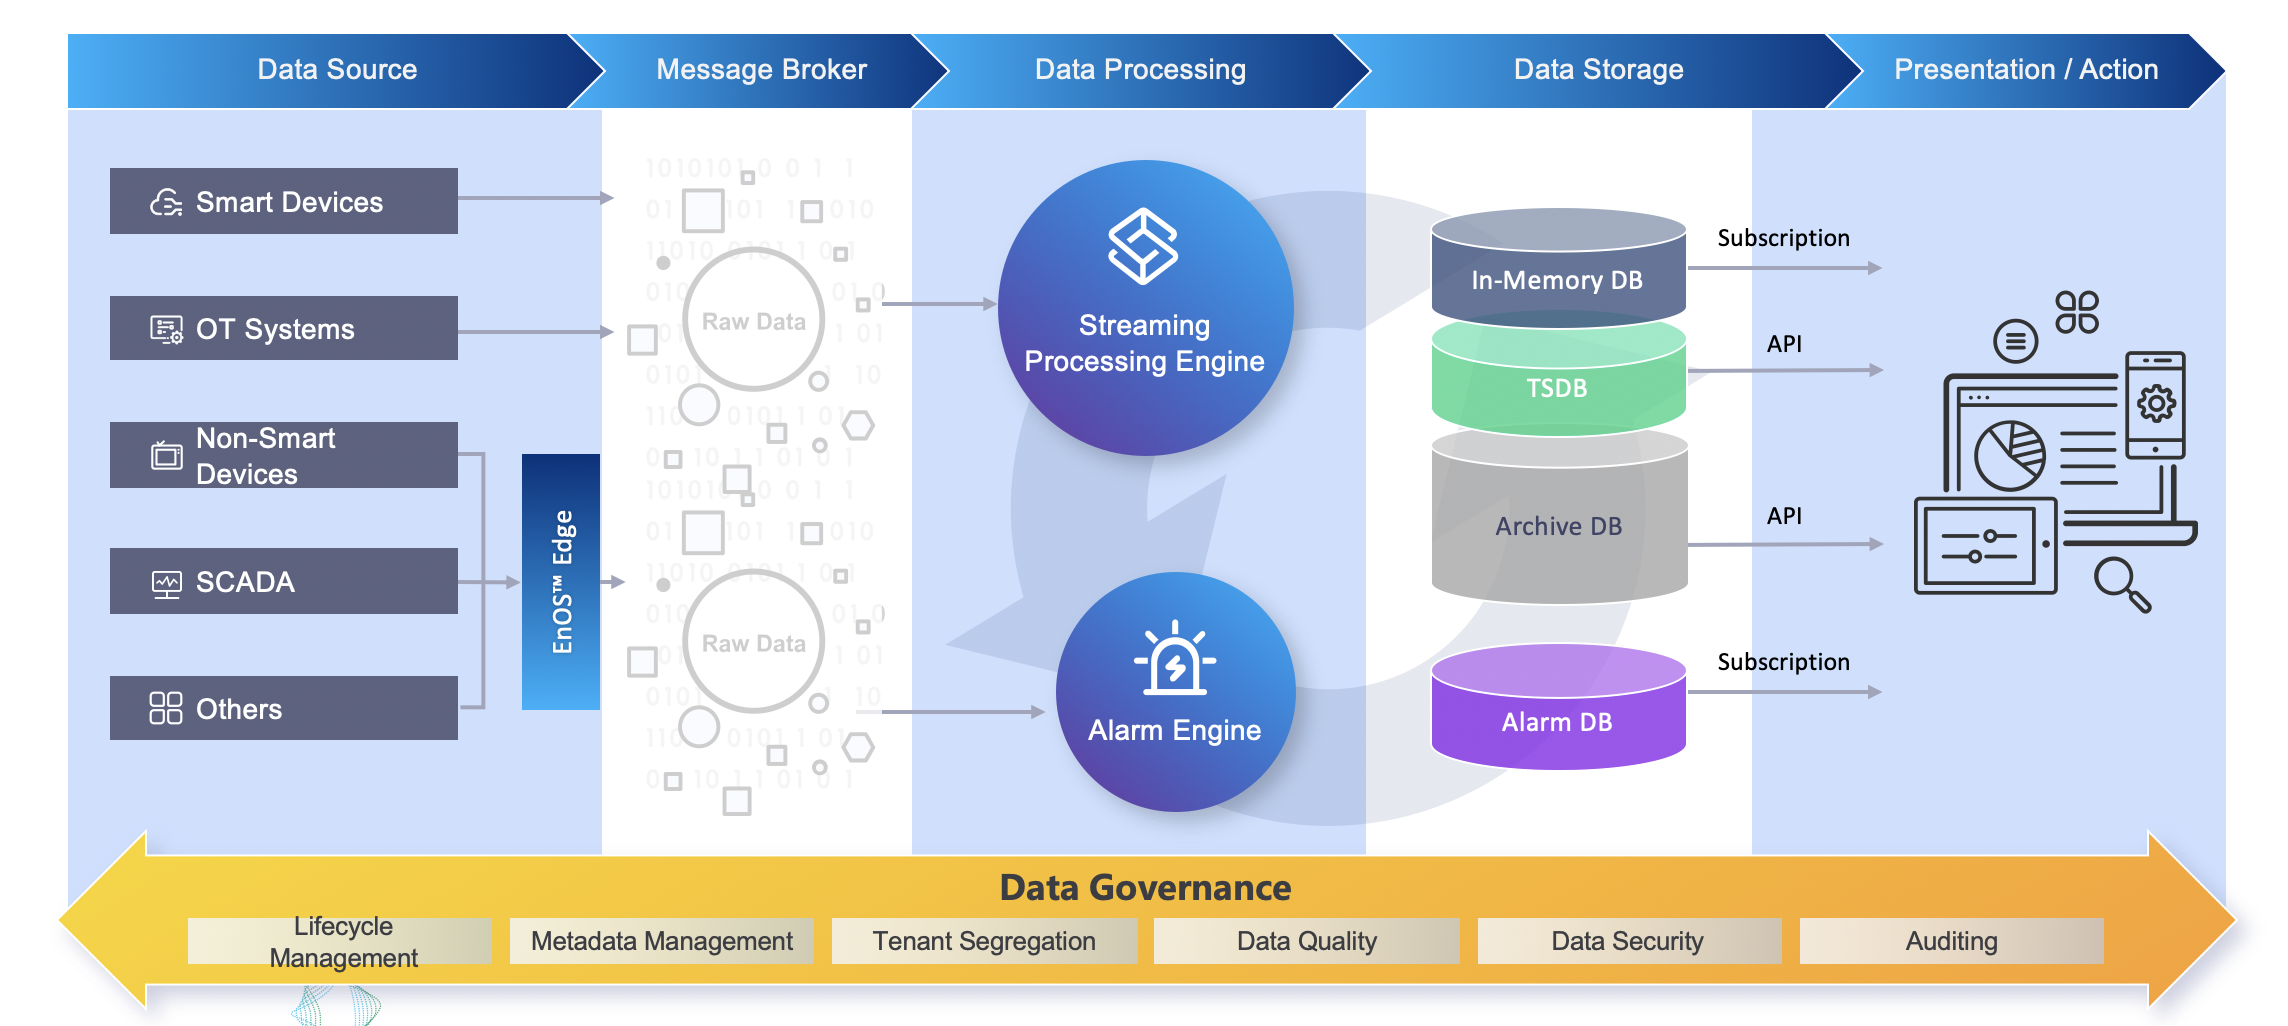 Data Source
Message Broker
Data Processing
Data Storage
Presentation / Action
Smart Devices
OT Systems
Non-Smart
Devices
SCADA
Others
EnOS™ Edge
Raw Data
Raw Data
Streaming
Processing Engine
Alarm Engine
In-Memory DB
TSDB
Archive DB
Alarm DB
Subscription
API
API
Subscription
Data Governance
Lifecycle
Management
Metadata Management
Tenant Segregation
Data Quality
Data Security
Auditing